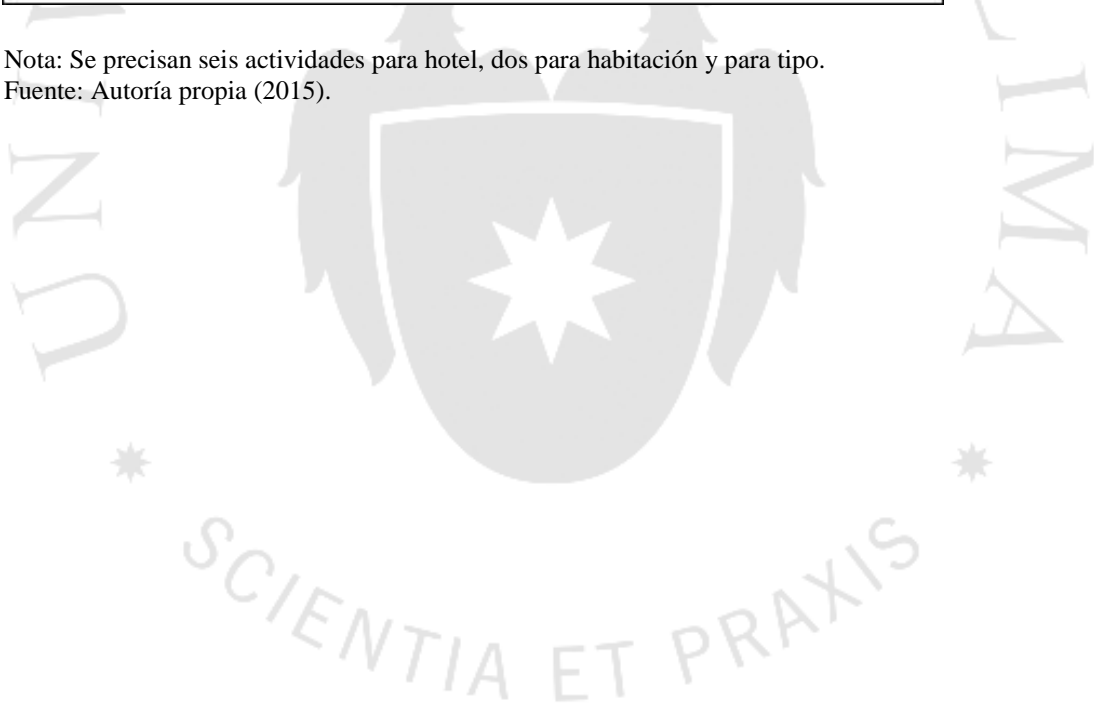 Nota: Se precisan seis actividades para hotel, dos para habitación y para tipo.
Fuente: Autoría propia (2015).
SCIENTIA ET PRAXIS